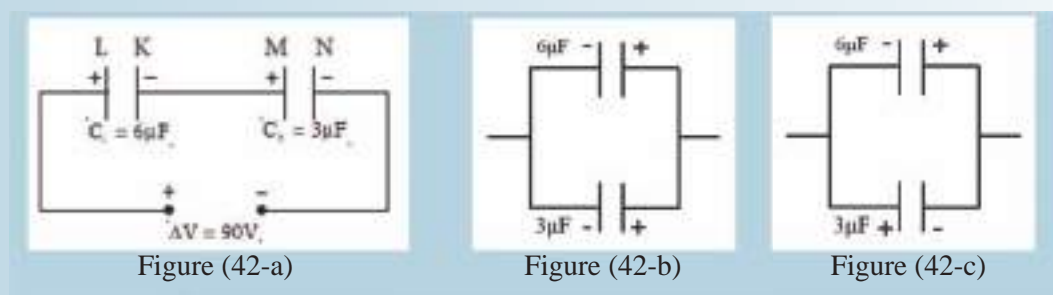 L K M N
+ - + -
C₁ = 6µF C₂ = 3µF
+ -
ΔV = 90V
Figure (42-a)
6µF - +
3µF - +
Figure (42-b)
6µF - +
3µF + -
Figure (42-c)